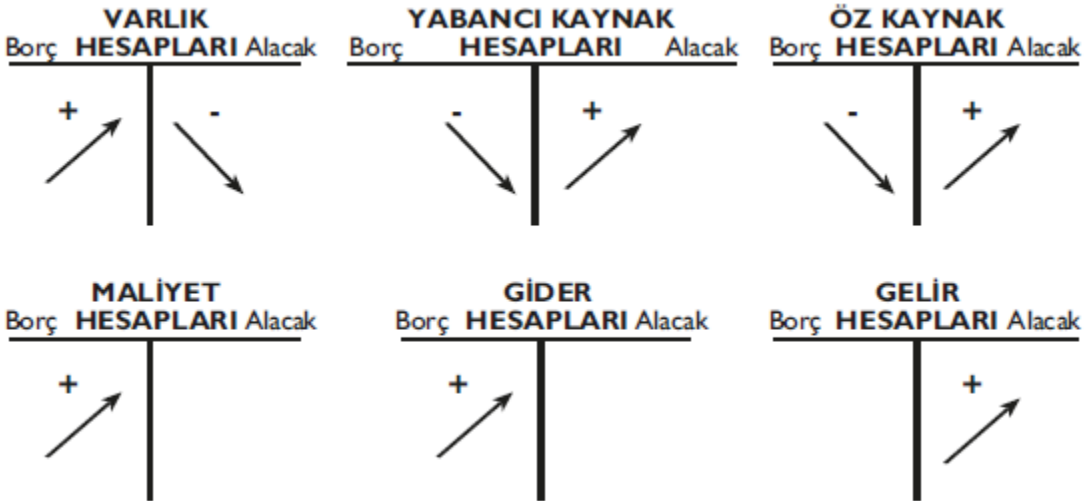 VARLIK
Borç HESAPLARI Alacak
+ -
YABANCI KAYNAK
Borç HESAPLARI Alacak
- +
ÖZ KAYNAK
Borç HESAPLARI Alacak
- +
MALİYET
Borç HESAPLARI Alacak
+
GİDER
Borç HESAPLARI Alacak
+
GELİR
Borç HESAPLARI Alacak
+